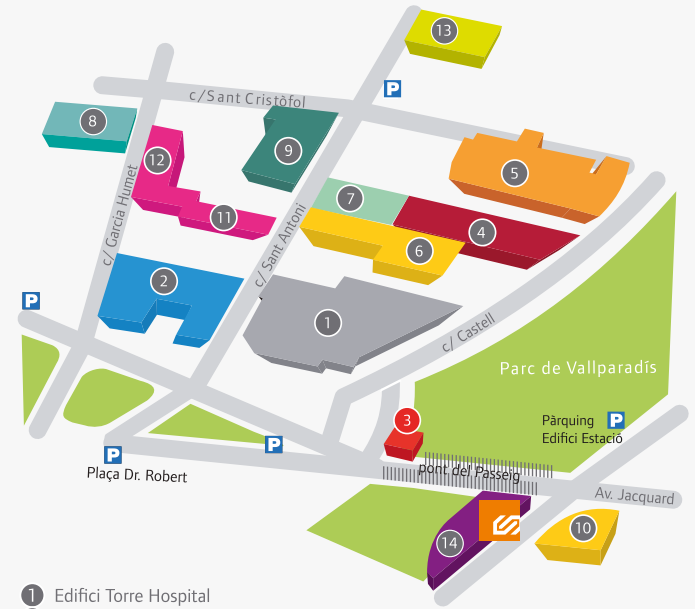 13
P
c/Sant Cristòfol
8
12
9
5
c/ Garcia Humet
7
11
4
c/ Sant Antoni
6
2
P
1
c/ Castell
Parc de Vallparadís
3
Pàrquing P
Edifici Estació
P
P
Plaça Dr. Robert
pont del Passeig
Av. Jacquard
10
14
1 Edifici Torre Hospital